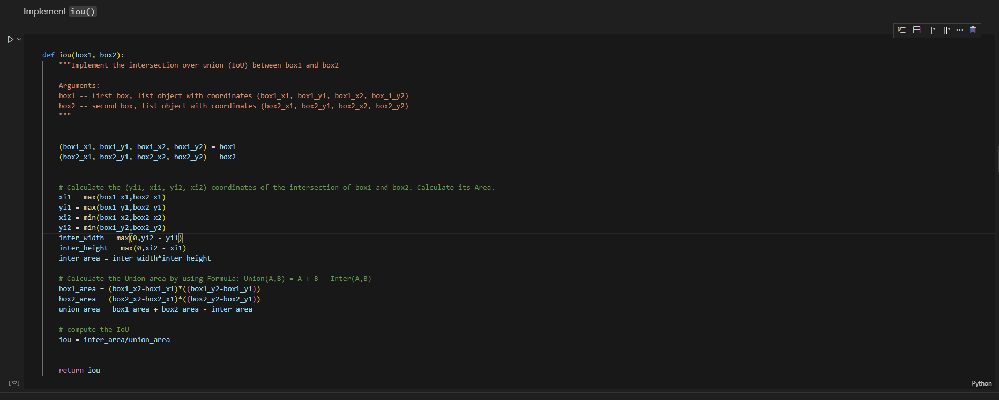 Implement iou()
def iou(box1, box2):
"""Implement the intersection over union (IoU) between box1 and box2
Arguments:
box1 -- first box, list object with coordinates (box1_x1, box1_y1, box1_x2, box_1_y2)
box2 -- second box, list object with coordinates (box2_x1, box2_y1, box2_x2, box2_y2)
"""
(box1_x1, box1_y1, box1_x2, box1_y2) = box1
(box2_x1, box2_y1, box2_x2, box2_y2) = box2
# Calculate the (yi1, xi1, yi2, xi2) coordinates of the intersection of box1 and box2. Calculate its Area.
xi1 = max(box1_x1,box2_x1)
yi1 = max(box1_y1,box2_y1)
xi2 = min(box1_x2,box2_x2)
yi2 = min(box1_y2,box2_y2)
inter_width = max(0,yi2 - yi1)
inter_height = max(0,xi2 - xi1)
inter_area = inter_width*inter_height
# Calculate the Union area by using Formula: Union(A,B) = A + B - Inter(A,B)
box1_area = (box1_x2-box1_x1)*((box1_y2-box1_y1))
box2_area = (box2_x2-box2_x1)*((box2_y2-box2_y1))
union_area = box1_area + box2_area - inter_area
# compute the IoU
iou = inter_area/union_area
return iou
[32]
Python